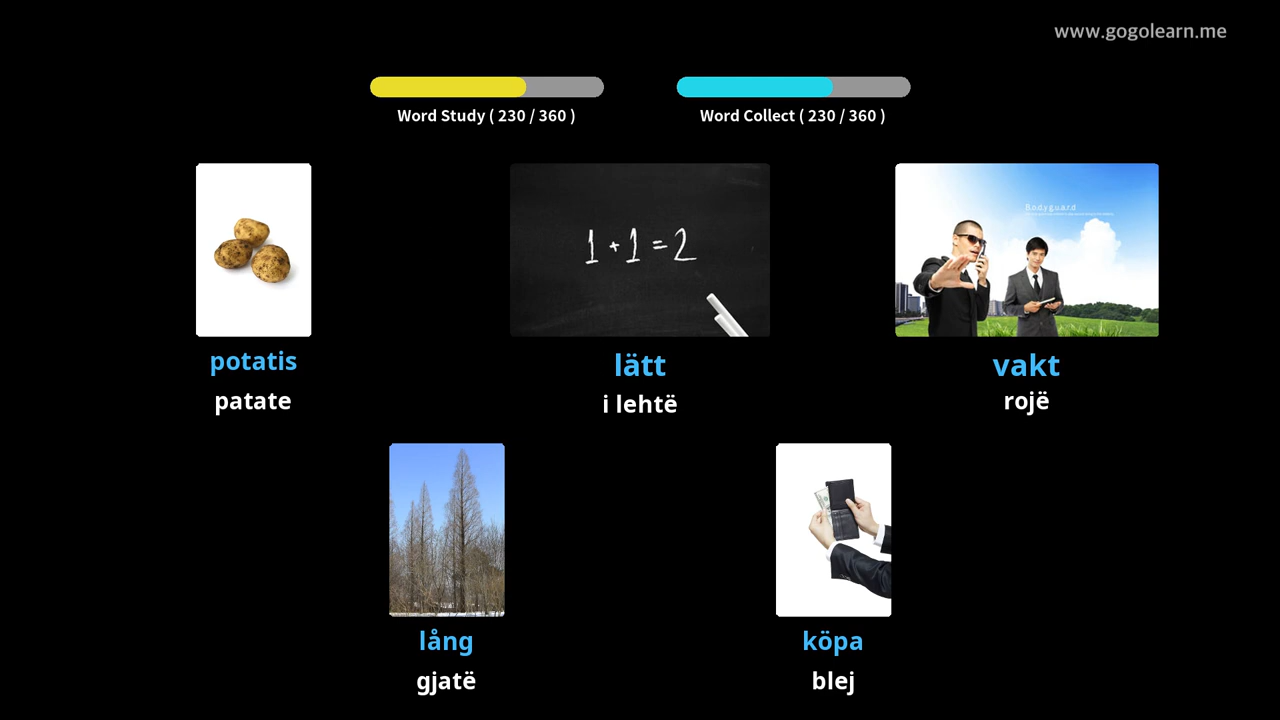 www.gogolearn.me
Word Study ( 230 / 360 )
Word Collect ( 230 / 360 )
1 + 1 = 2
Bodyguard
potatis
patate
lätt
i lehtë
vakt
rojë
lång
gjatë
köpa
blej